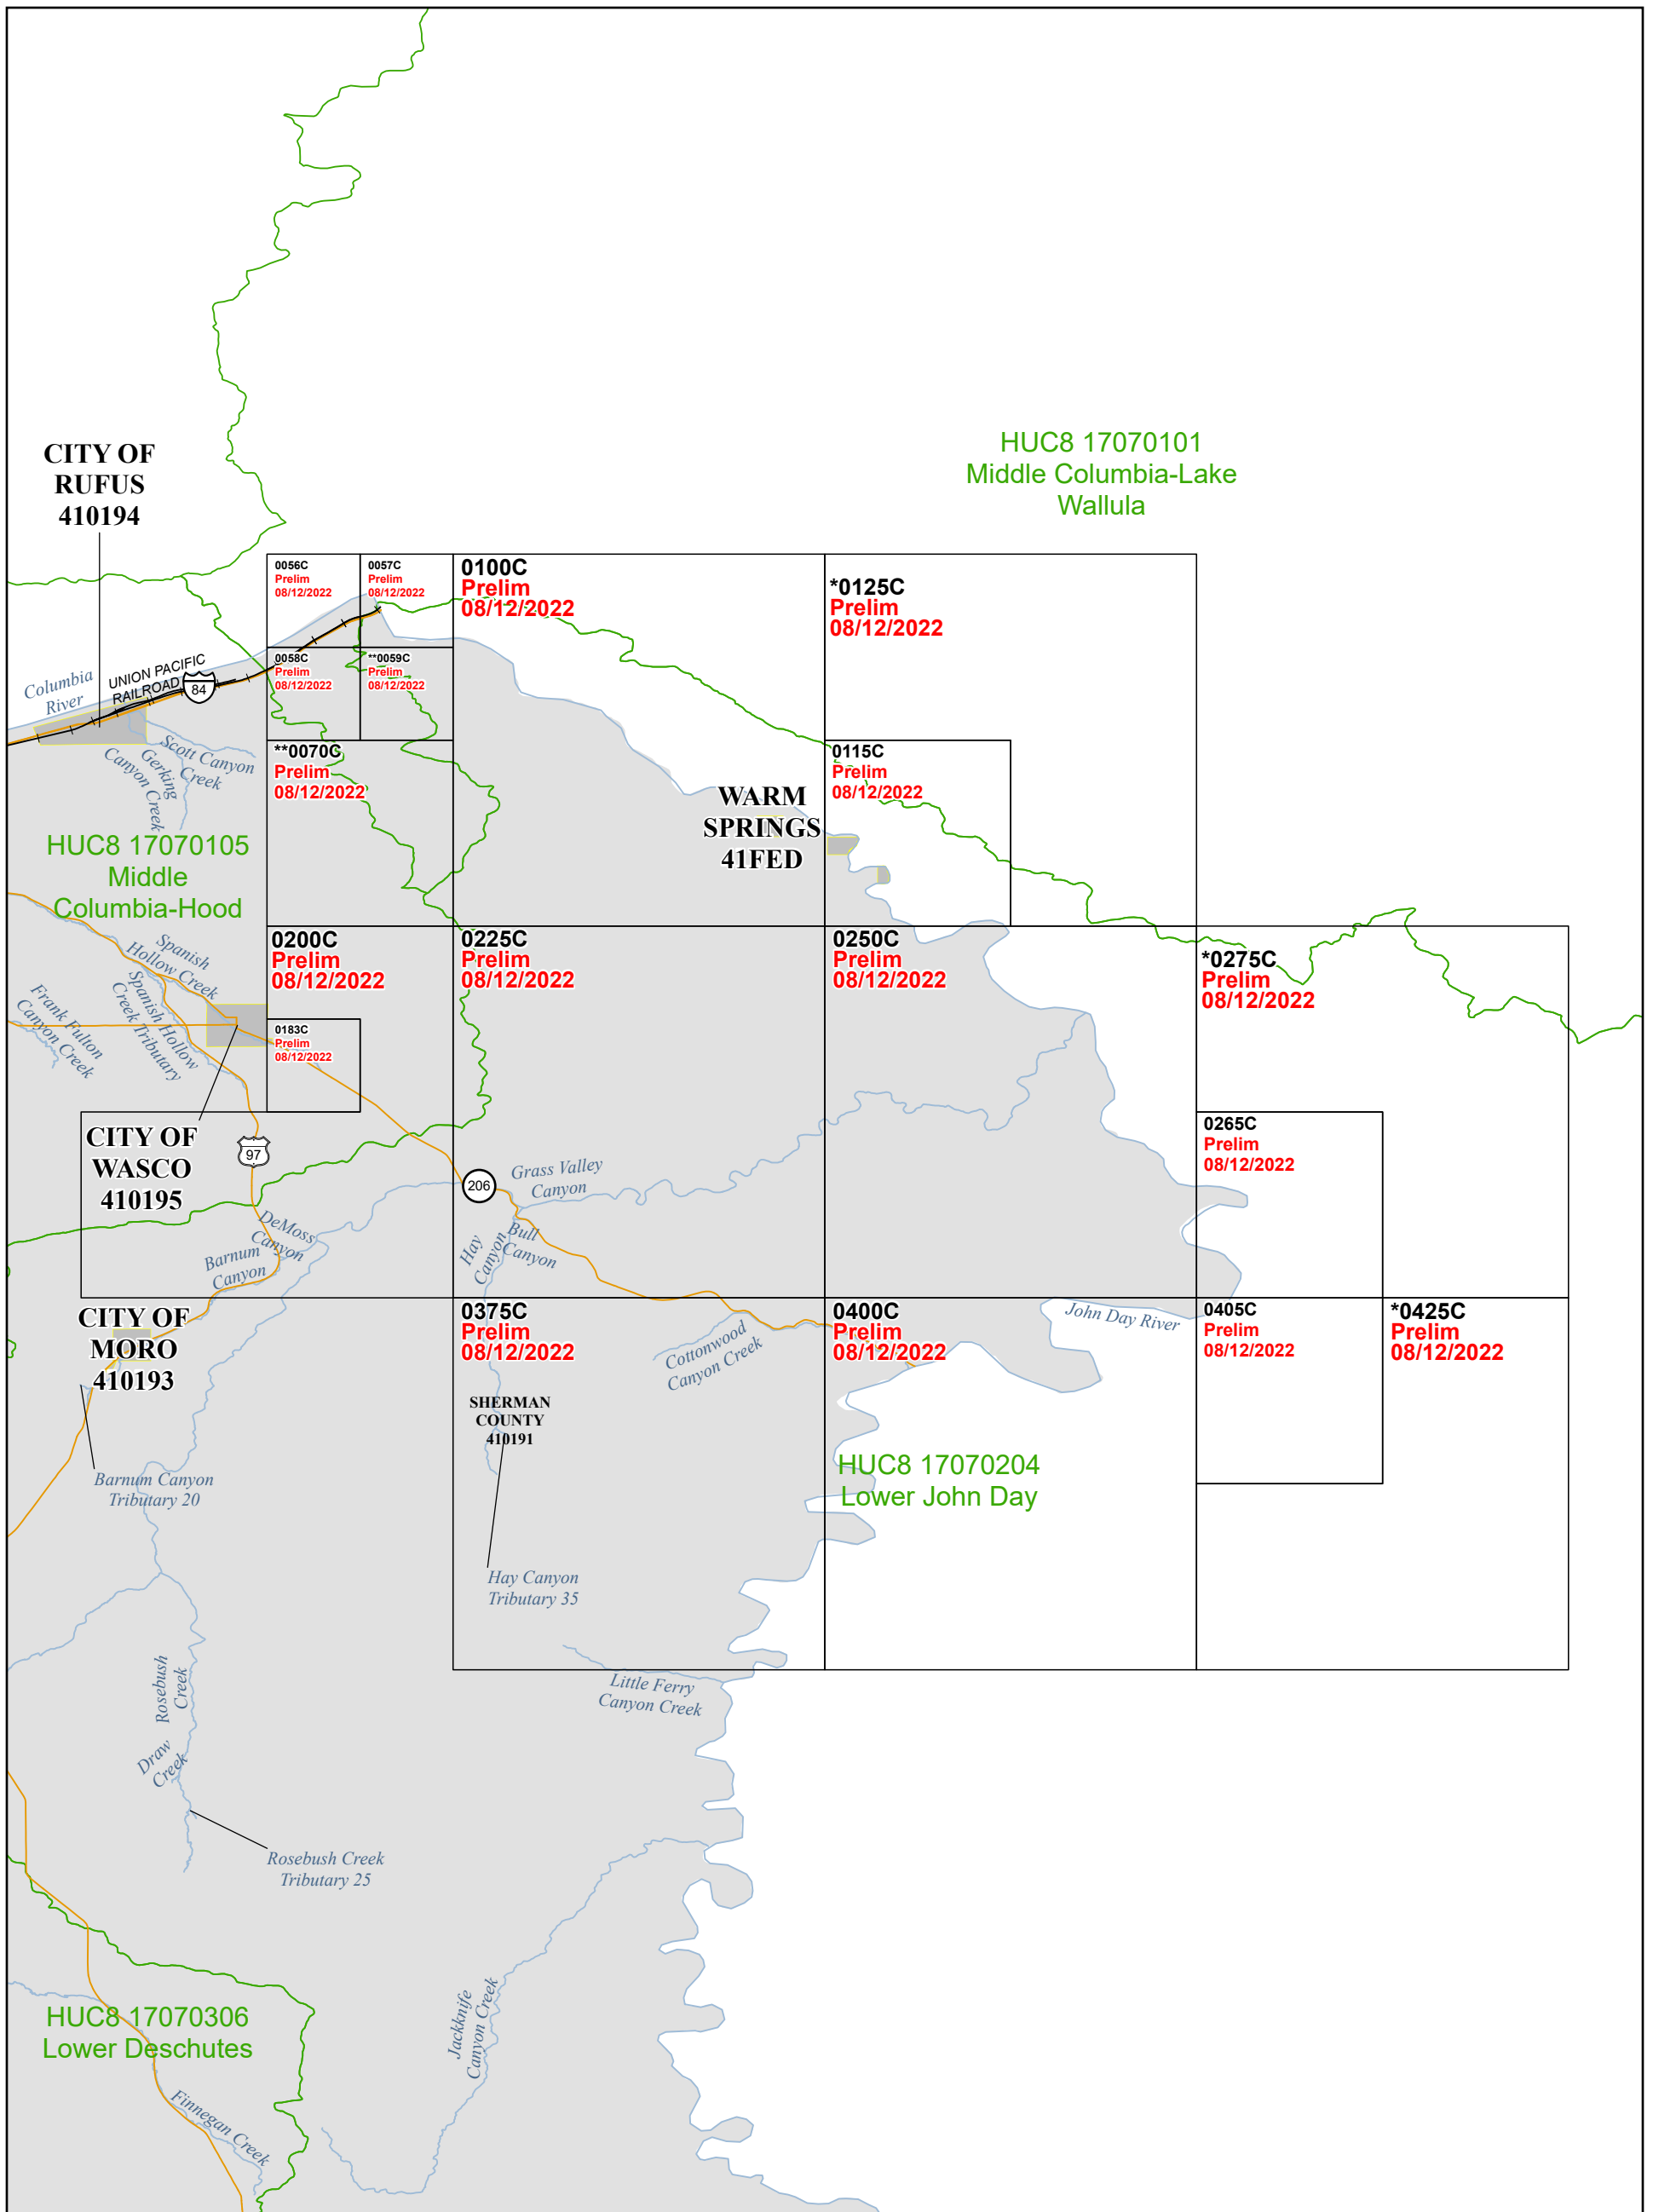 HUC8 17070101
Middle Columbia-Lake
Wallula
CITY OF
RUFUS
410194
0056C
Prelim
08/12/2022
0057C
Prelim
08/12/2022
0100C
Prelim
08/12/2022
*0125C
Prelim
08/12/2022
0058C
Prelim
08/12/2022
**0059C
Prelim
08/12/2022
Columbia
River
UNION PACIFIC
RAILROAD
84
Scott Canyon
Creek
Gerking
Canyon Creek
**0070C
Prelim
08/12/2022
0115C
Prelim
08/12/2022
WARM
SPRINGS
41FED
HUC8 17070105
Middle
Columbia-Hood
Spanish
Hollow Creek
Spanish Hollow
Creek Tributary
Frank Fulton
Canyon Creek
0200C
Prelim
08/12/2022
0225C
Prelim
08/12/2022
0250C
Prelim
08/12/2022
*0275C
Prelim
08/12/2022
0183C
Prelim
08/12/2022
CITY OF
WASCO
410195
97
206
Grass Valley
Canyon
0265C
Prelim
08/12/2022
DeMoss
Canyon
Barnum
Canyon
Hay
Canyon
Bull
Canyon
CITY OF
MORO
410193
0375C
Prelim
08/12/2022
Cottonwood
Canyon Creek
0400C
Prelim
08/12/2022
John Day River
0405C
Prelim
08/12/2022
*0425C
Prelim
08/12/2022
SHERMAN
COUNTY
410191
HUC8 17070204
Lower John Day
Barnum Canyon
Tributary 20
Hay Canyon
Tributary 35
Rosebush
Creek
Little Ferry
Canyon Creek
Draw
Creek
Rosebush Creek
Tributary 25
HUC8 17070306
Lower Deschutes
Jackknife
Canyon Creek
Finnegan Creek